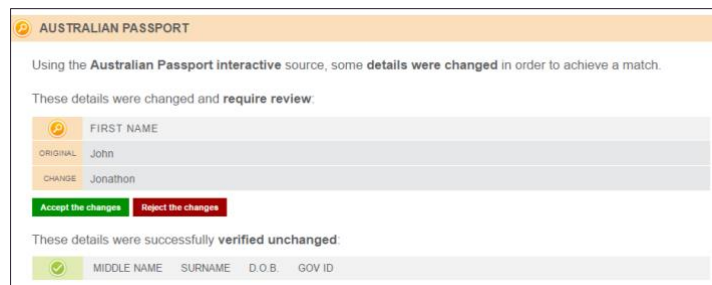 AUSTRALIAN PASSPORT
Using the Australian Passport interactive source, some details were changed in order to achieve a match.
These details were changed and require review:
FIRST NAME
ORIGINAL John
CHANGE Jonathon
Accept the changes Reject the changes
These details were successfully verified unchanged:
MIDDLE NAME SURNAME D.O.B. GOV ID